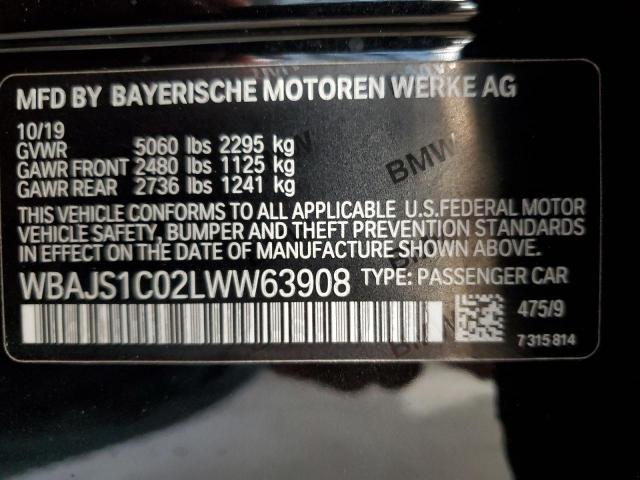 MFD BY BAYERISCHE MOTOREN WERKE AG
10/19
GVWR 5060 lbs 2295 kg
GAWR FRONT 2480 lbs 1125 kg
GAWR REAR 2736 lbs 1241 kg
BMW
THIS VEHICLE CONFORMS TO ALL APPLICABLE U.S.FEDERAL MOTOR
VEHICLE SAFETY, BUMPER AND THEFT PREVENTION STANDARDS
IN EFFECT ON THE DATE OF MANUFACTURE SHOWN ABOVE.
WBAJS1C02LWW63908 TYPE: PASSENGER CAR
475/9
7 315 814